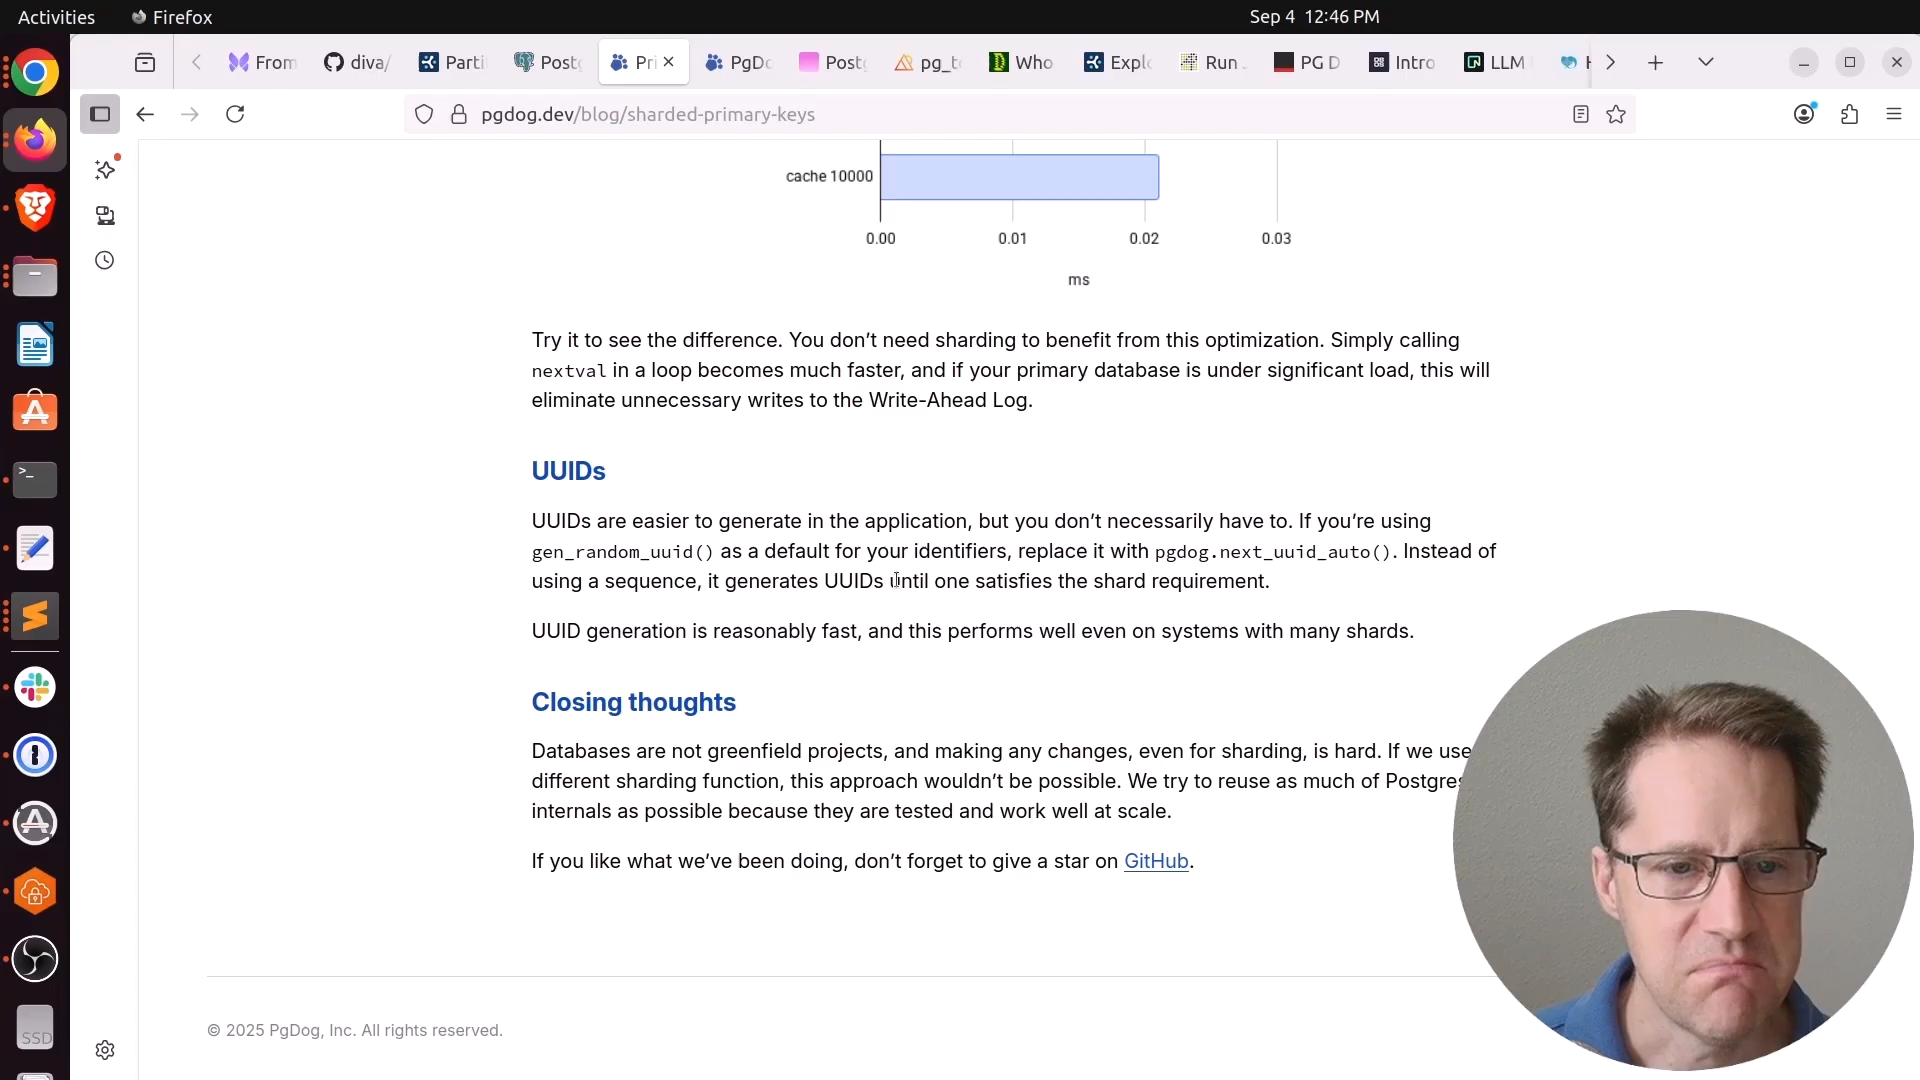 Activities
Firefox
Sep 4 12:46 PM
From
diva/
Parti
Post
Pri
PgDo
Post
pg_t
Who
Explo
Run
PG D
Intro
LLM
pgdog.dev/blog/sharded-primary-keys
cache 10000
0.00 0.01 0.02 0.03
ms
Try it to see the difference. You don’t need sharding to benefit from this optimization. Simply calling
nextval in a loop becomes much faster, and if your primary database is under significant load, this will
eliminate unnecessary writes to the Write-Ahead Log.
UUIDs
UUIDs are easier to generate in the application, but you don’t necessarily have to. If you’re using
gen_random_uuid() as a default for your identifiers, replace it with pgdog.next_uuid_auto(). Instead of
using a sequence, it generates UUIDs until one satisfies the shard requirement.
UUID generation is reasonably fast, and this performs well even on systems with many shards.
Closing thoughts
Databases are not greenfield projects, and making any changes, even for sharding, is hard. If we use
different sharding function, this approach wouldn’t be possible. We try to reuse as much of Postgres
internals as possible because they are tested and work well at scale.
If you like what we’ve been doing, don’t forget to give a star on GitHub.
© 2025 PgDog, Inc. All rights reserved.
SSD